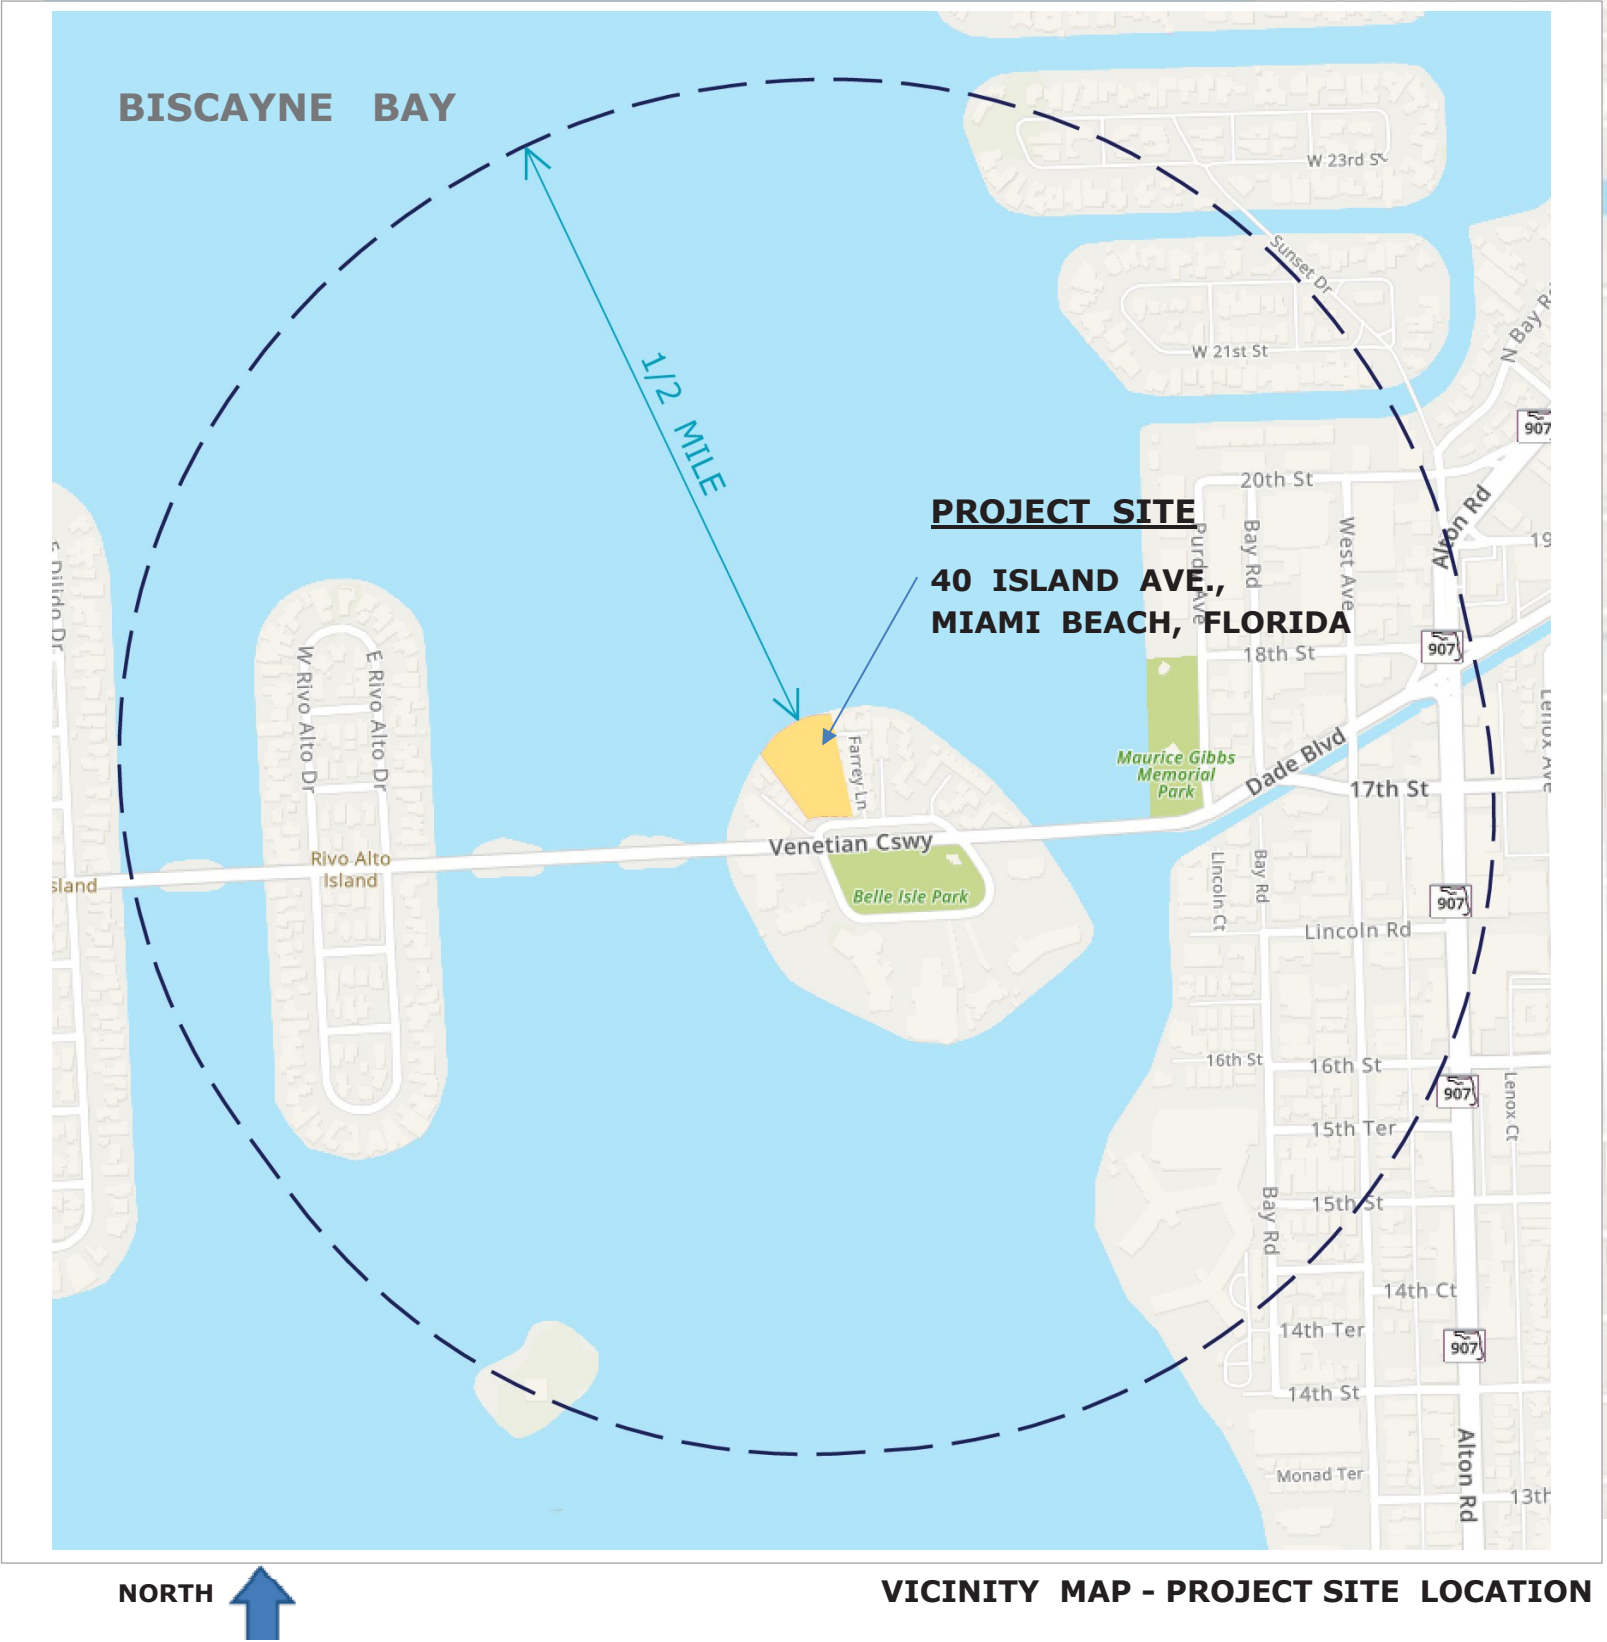 BISCAYNE BAY
W 23rd S
Sunset Dr
W 21st St
N Bay R
1/2 MILE
907
20th St
PROJECT SITE
Purdy Ave
Bay Rd
West Ave
Alton Rd
19
40 ISLAND AVE.,
MIAMI BEACH, FLORIDA
18th St
907
E Rivo Alto Dr
W Rivo Alto Dr
Dilido Dr
Farrey Ln
Maurice Gibbs
Memorial
Park
Dade Blvd
17th St
Lenox Ave
Venetian Cswy
Rivo Alto
Island
sland
Belle Isle Park
Lincoln Ct
Bay Rd
907
Lincoln Rd
16th St
16th St
907
Lenox Ct
15th Ter
15th St
Bay Rd
14th Ct
14th Ter
907
14th St
Alton Rd
Monad Ter
13th
NORTH
VICINITY MAP - PROJECT SITE LOCATION